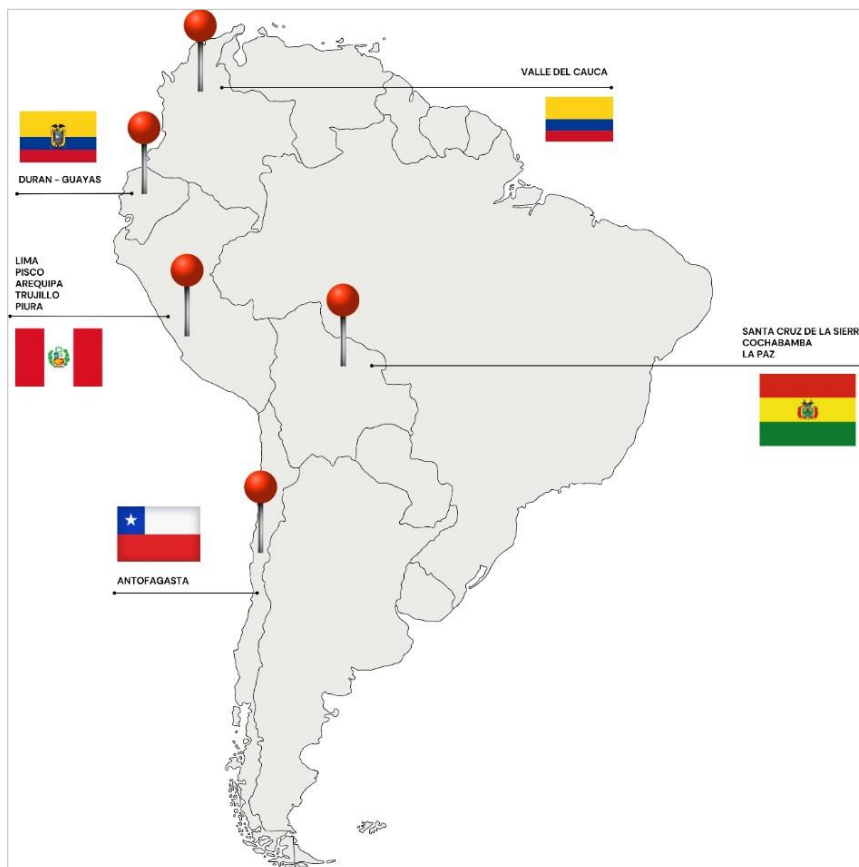 VALLE DEL CAUCA
DURAN - GUAYAS
LIMA
PISCO
AREQUIPA
TRUJILLO
PIURA
SANTA CRUZ DE LA SIERR
COCHABAMBA
LA PAZ
ANTOFAGASTA